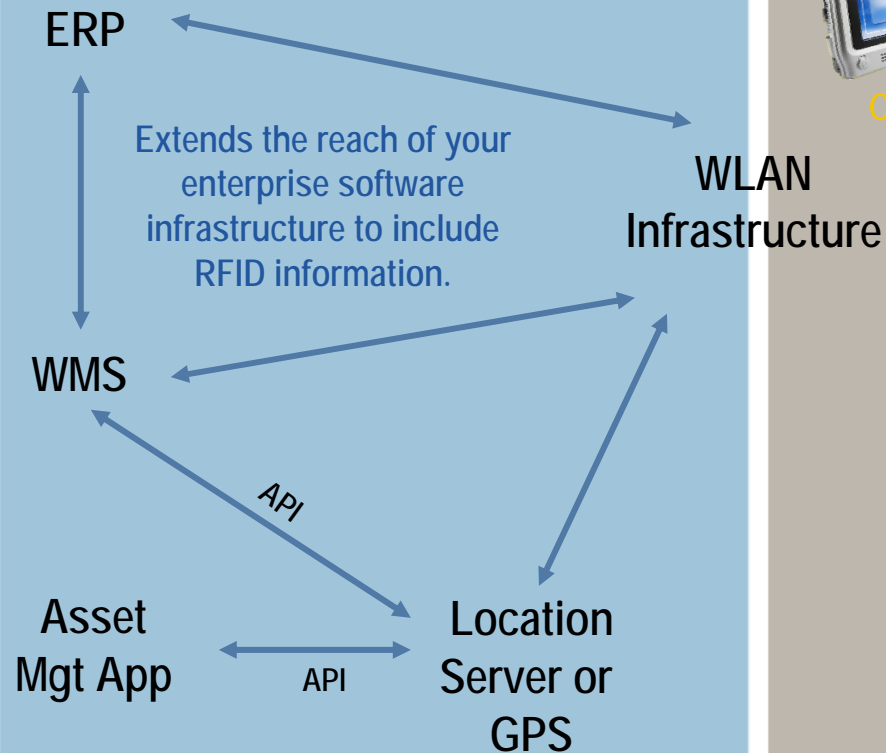 ERP
Extends the reach of your
enterprise software
infrastructure to include
RFID information.
WLAN
Infrastructure
WMS
API
Asset
Mgt App
API
Location
Server or
GPS